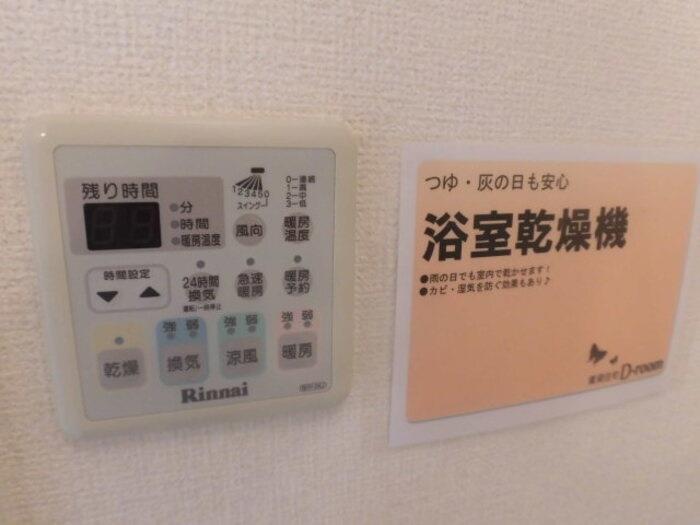 残り時間
分
時間
暖房温度
123450
スイング
0－連続
1－高
2－中
3－低
風向
暖房
温度
時間設定
24時間
換気
急速
暖房
暖房
予約
強 弱
強 弱
強 弱
乾燥
換気
涼風
暖房
Rinnai
つゆ・灰の日も安心
浴室乾燥機
●雨の日でも室内で乾かせます！
●カビ・湿気を防ぐ効果もあり♪
賃貸住宅 D-room